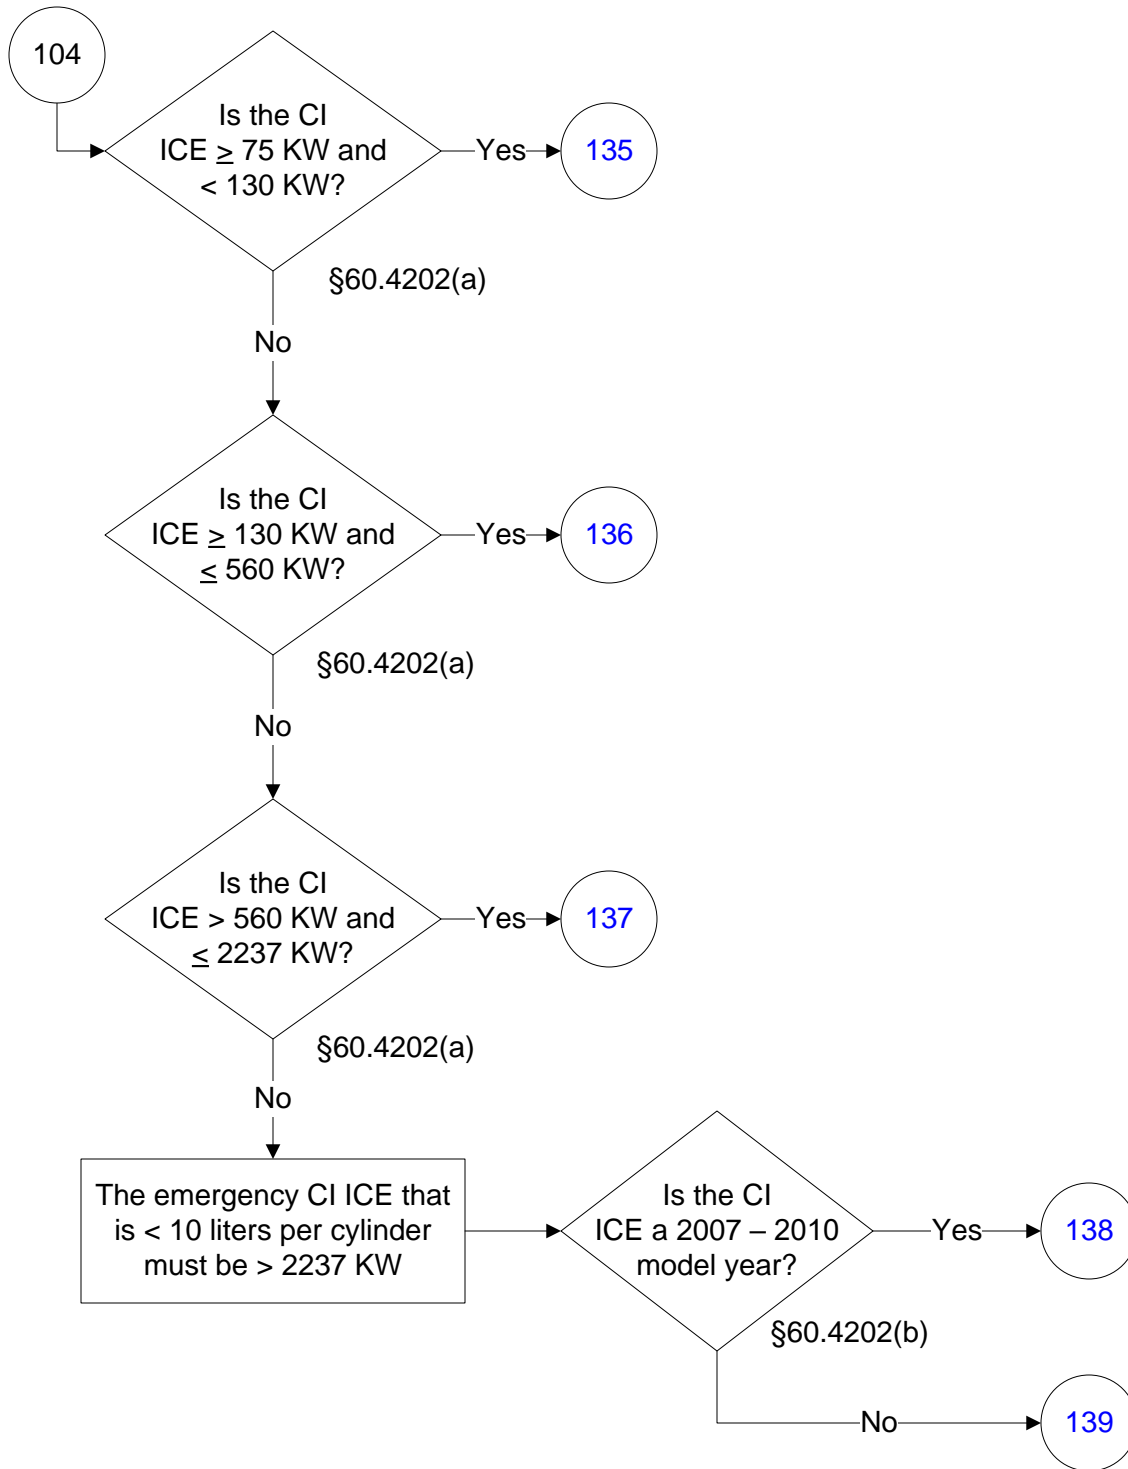 104
Is the CI
ICE ≥ 75 KW and
< 130 KW?
Yes
135
§60.4202(a)
No
Is the CI
ICE ≥ 130 KW and
≤ 560 KW?
Yes
136
§60.4202(a)
No
Is the CI
ICE > 560 KW and
≤ 2237 KW?
Yes
137
§60.4202(a)
No
The emergency CI ICE that
is < 10 liters per cylinder
must be > 2237 KW
Is the CI
ICE a 2007 – 2010
model year?
Yes
138
§60.4202(b)
No
139